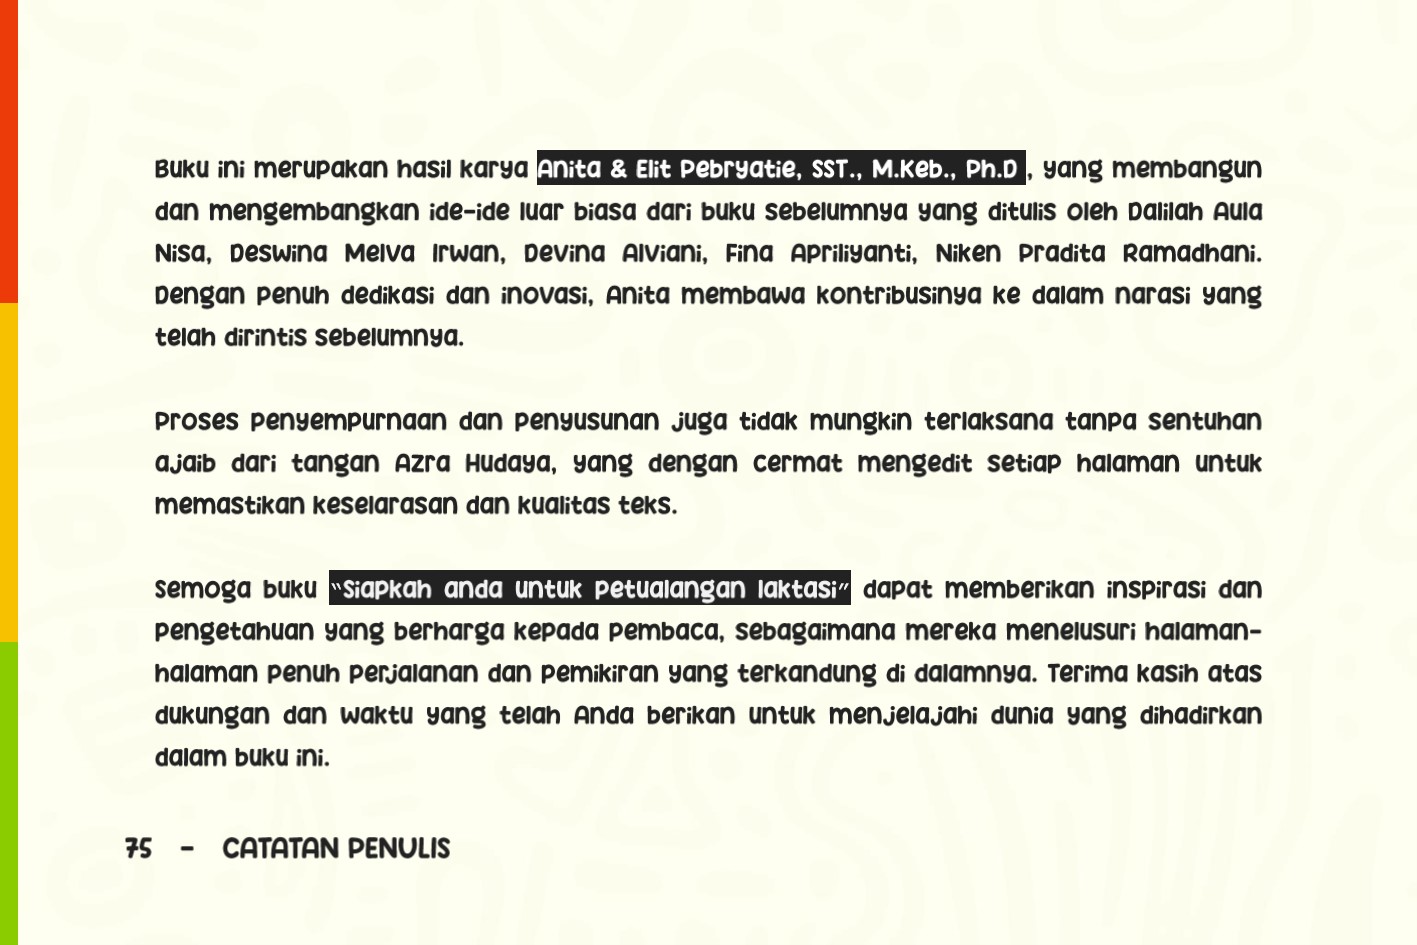 Buku ini merupakan hasil karya Anita & Elit Pebryatie, SST., M.Keb., Ph.D , yang membangun
dan mengembangkan ide-ide luar biasa dari buku sebelumnya yang ditulis oleh Dalilah Aula
Nisa, Deswina Melva Irwan, Devina Alviani, Fina Apriliyanti, Niken Pradita Ramadhani.
Dengan penuh dedikasi dan inovasi, Anita membawa kontribusinya ke dalam narasi yang
telah dirintis sebelumnya.
Proses penyempurnaan dan penyusunan juga tidak mungkin terlaksana tanpa sentuhan
ajaib dari tangan Azra Hudaya, yang dengan cermat mengedit setiap halaman untuk
memastikan keselarasan dan kualitas teks.
Semoga buku “Siapkah anda untuk petualangan laktasi” dapat memberikan inspirasi dan
pengetahuan yang berharga kepada pembaca, sebagaimana mereka menelusuri halaman-
halaman penuh perjalanan dan pemikiran yang terkandung di dalamnya. Terima kasih atas
dukungan dan waktu yang telah Anda berikan untuk menjelajahi dunia yang dihadirkan
dalam buku ini.
75 - CATATAN PENULIS